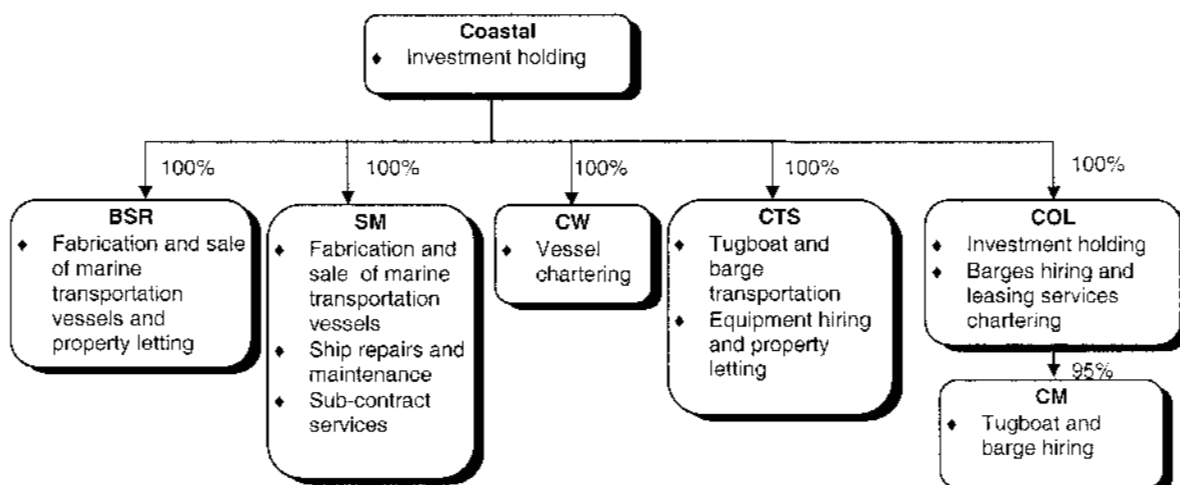 Coastal
♦ Investment holding
100%
100%
100%
100%
100%
BSR
♦ Fabrication and sale
of marine
transportation
vessels and
property letting
SM
♦ Fabrication and
sale of marine
transportation
vessels
♦ Ship repairs and
maintenance
♦ Sub-contract
services
CW
♦ Vessel
chartering
CTS
♦ Tugboat and
barge
transportation
♦ Equipment hiring
and property
letting
COL
♦ Investment holding
♦ Barges hiring and
leasing services
chartering
95%
CM
♦ Tugboat and
barge hiring